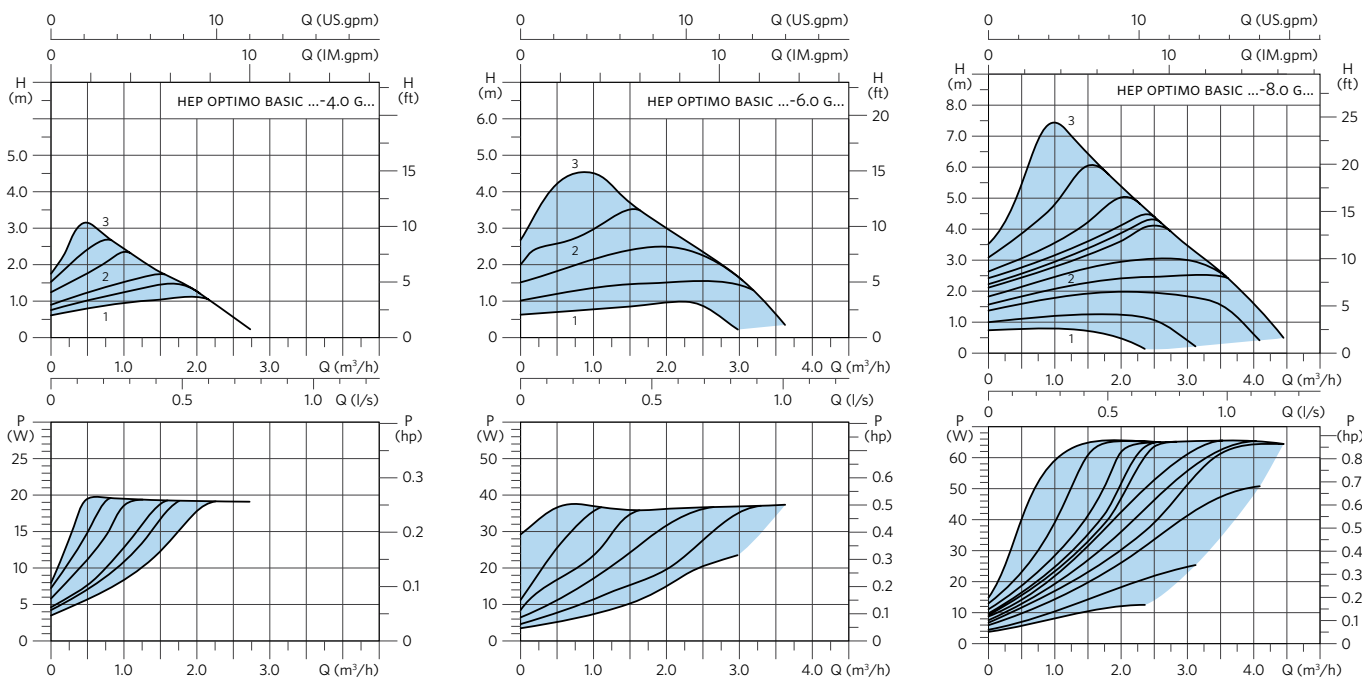 0 10 Q (US.gpm)
0 10 Q (IM.gpm)
H (m)
H (ft)
HEP OPTIMO BASIC ...-4.0 G...
5.0
4.0
3.0
2.0
1.0
0
15
10
5
0
3
2
1
1.0 2.0 3.0 Q (m³/h)
0 0.5 1.0 Q (l/s)
P (W)
P (hp)
25
20
15
10
5
0
0.3
0.2
0.1
0
0 1.0 2.0 3.0 Q (m³/h)
0 10 Q (US.gpm)
0 10 Q (IM.gpm)
H (m)
H (ft)
HEP OPTIMO BASIC ...-6.0 G...
6.0
5.0
4.0
3.0
2.0
1.0
0
20
15
10
5
0
3
2
1
1.0 2.0 3.0 4.0 Q (m³/h)
0 0.5 1.0 Q (l/s)
P (W)
P (hp)
50
40
30
20
10
0
0.6
0.5
0.4
0.3
0.2
0.1
0
0 1.0 2.0 3.0 4.0 Q (m³/h)
0 10 Q (US.gpm)
0 10 Q (IM.gpm)
H (m)
H (ft)
HEP OPTIMO BASIC ...-8.0 G...
8.0
7.0
6.0
5.0
4.0
3.0
2.0
1.0
0
25
20
15
10
5
0
3
2
1
1.0 2.0 3.0 4.0 Q (m³/h)
0 0.5 1.0 Q (l/s)
P (W)
P (hp)
60
50
40
30
20
10
0
0.8
0.7
0.6
0.5
0.4
0.3
0.2
0.1
0
0 1.0 2.0 3.0 4.0 Q (m³/h)